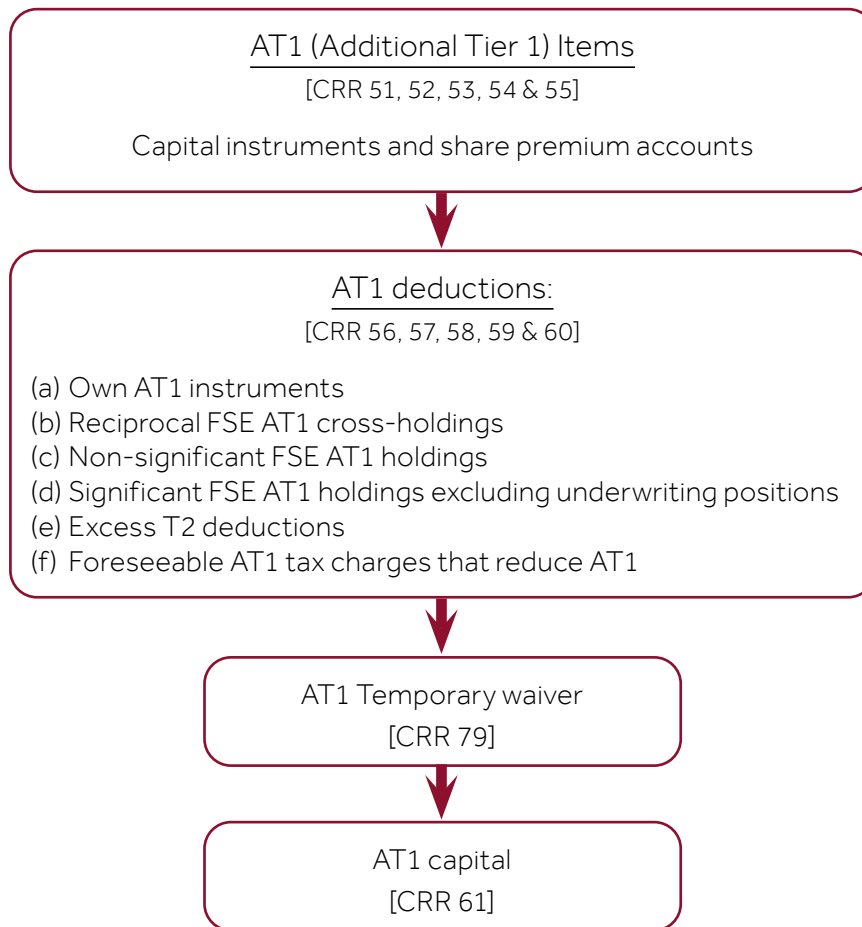 AT1 (Additional Tier 1) Items
[CRR 51, 52, 53, 54 & 55]
Capital instruments and share premium accounts
AT1 deductions:
[CRR 56, 57, 58, 59 & 60]
(a) Own AT1 instruments
(b) Reciprocal FSE AT1 cross-holdings
(c) Non-significant FSE AT1 holdings
(d) Significant FSE AT1 holdings excluding underwriting positions
(e) Excess T2 deductions
(f) Foreseeable AT1 tax charges that reduce AT1
AT1 Temporary waiver
[CRR 79]
AT1 capital
[CRR 61]